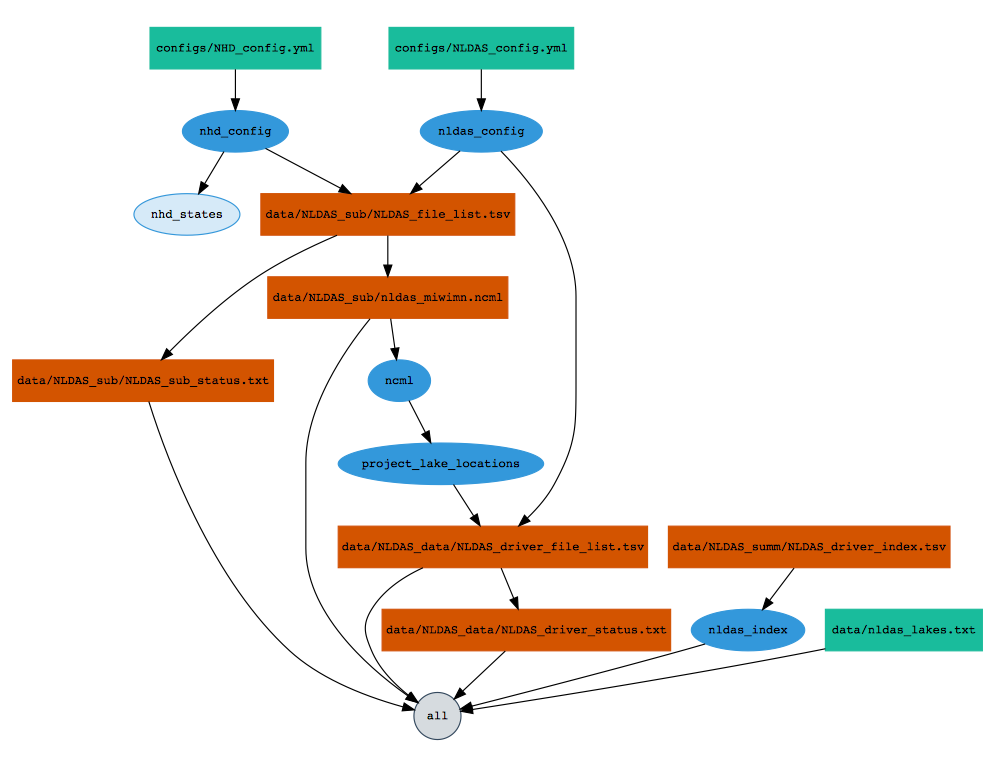 configs/NHD_config.yml
configs/NLDAS_config.yml
nhd_config
nldas_config
nhd_states
data/NLDAS_sub/NLDAS_file_list.tsv
data/NLDAS_sub/nldas_miwimn.ncml
data/NLDAS_sub/NLDAS_sub_status.txt
ncml
project_lake_locations
data/NLDAS_data/NLDAS_driver_file_list.tsv
data/NLDAS_summ/NLDAS_driver_index.tsv
data/NLDAS_data/NLDAS_driver_status.txt
nldas_index
data/nldas_lakes.txt
all